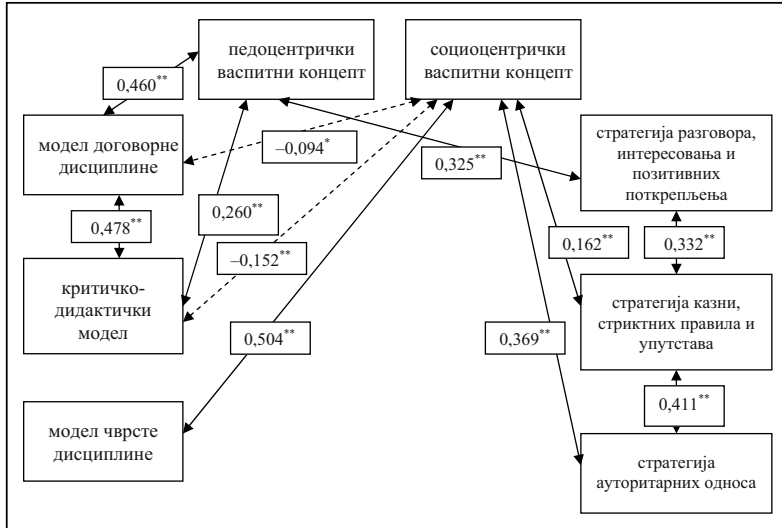 педоцентрички
васпитни концепт
социоцентрички
васпитни концепт
0,460**
модел договорне
дисциплине
–0,094*
0,325**
стратегија разговора,
интересовања и
позитивних
поткрепљења
0,478**
0,260**
–0,152**
0,162**
0,332**
критичко-
дидактички
модел
0,504**
0,369**
стратегија казни,
стриктних правила и
упутстава
0,411**
модел чврсте
дисциплине
стратегија
ауторитарних односа